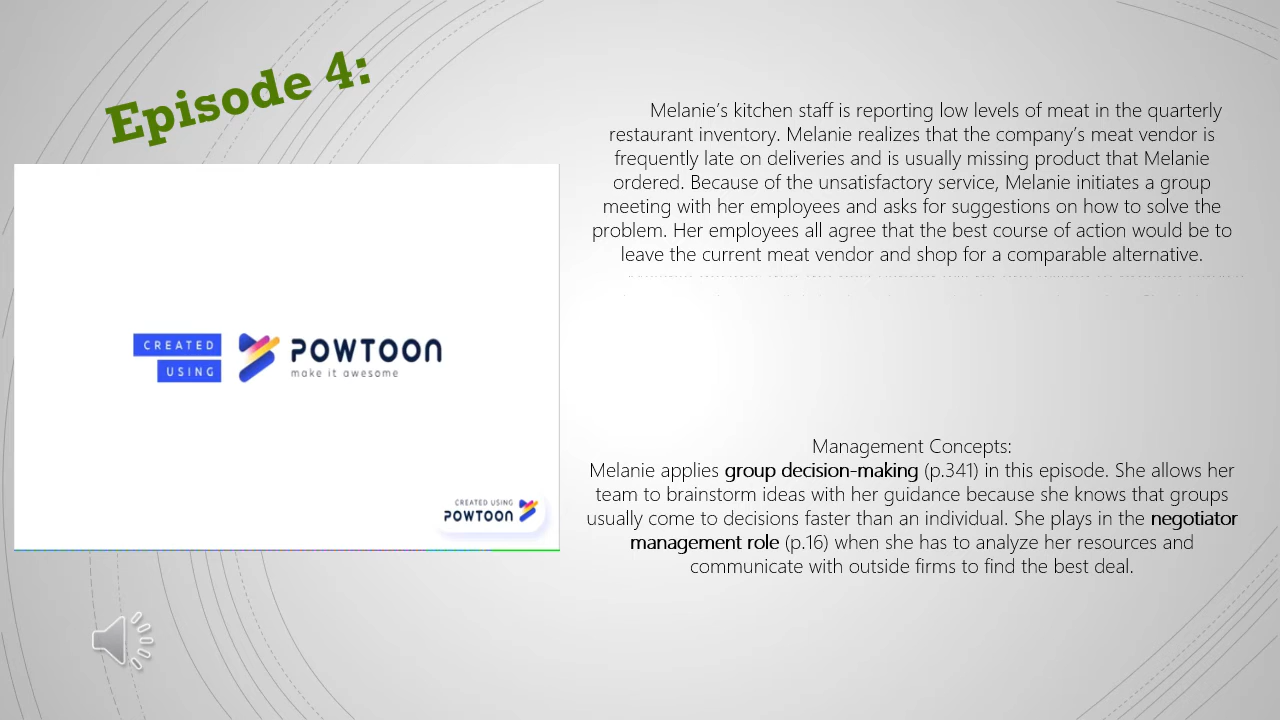 Episode 4:
Melanie’s kitchen staff is reporting low levels of meat in the quarterly
restaurant inventory. Melanie realizes that the company’s meat vendor is
frequently late on deliveries and is usually missing product that Melanie
ordered. Because of the unsatisfactory service, Melanie initiates a group
meeting with her employees and asks for suggestions on how to solve the
problem. Her employees all agree that the best course of action would be to
leave the current meat vendor and shop for a comparable alternative.
CREATED
USING
POWTOON
make it awesome
CREATED USING
POWTOON
Management Concepts:
Melanie applies group decision-making (p.341) in this episode. She allows her
team to brainstorm ideas with her guidance because she knows that groups
usually come to decisions faster than an individual. She plays in the negotiator
management role (p.16) when she has to analyze her resources and
communicate with outside firms to find the best deal.